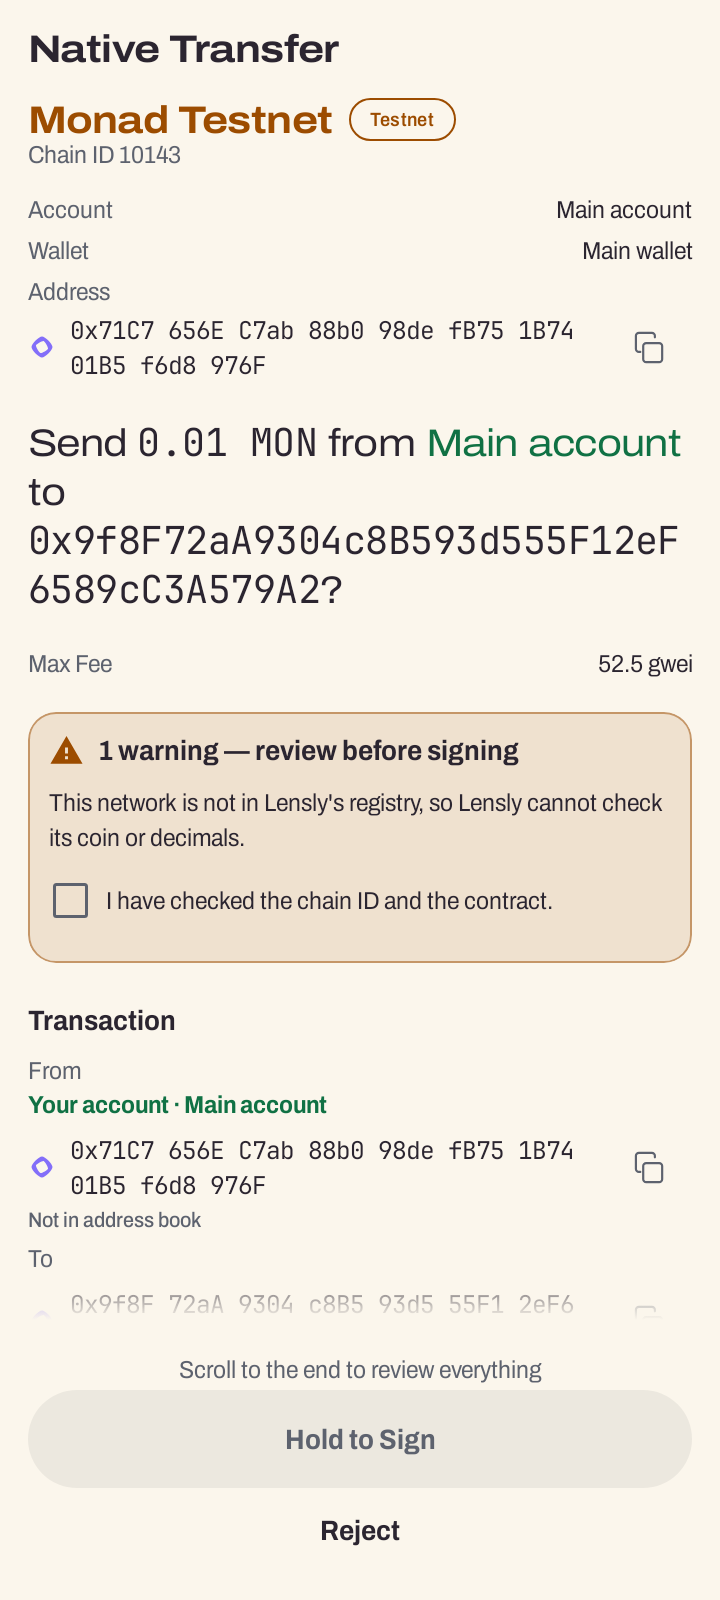 Native Transfer
Monad Testnet Testnet
Chain ID 10143
Account Main account
Wallet Main wallet
Address
0x71C7 656E C7ab 88b0 98de fB75 1B74
01B5 f6d8 976F
Send 0.01 MON from Main account
to
0x9f8F72aA9304c8B593d555F12eF
6589cC3A579A2?
Max Fee 52.5 gwei
1 warning — review before signing
This network is not in Lensly's registry, so Lensly cannot check
its coin or decimals.
I have checked the chain ID and the contract.
Transaction
From
Your account · Main account
0x71C7 656E C7ab 88b0 98de fB75 1B74
01B5 f6d8 976F
Not in address book
To
0x9f8F 72aA 9304 c8B5 93d5 55F1 2eF6
Scroll to the end to review everything
Hold to Sign
Reject